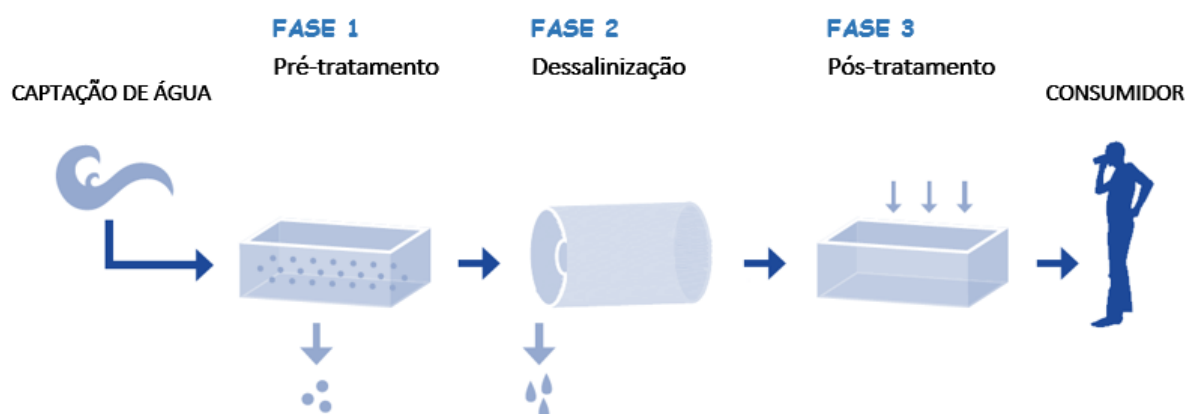 FASE 1
FASE 2
FASE 3
Pré-tratamento
Dessalinização
Pós-tratamento
CAPTAÇÃO DE ÁGUA
CONSUMIDOR